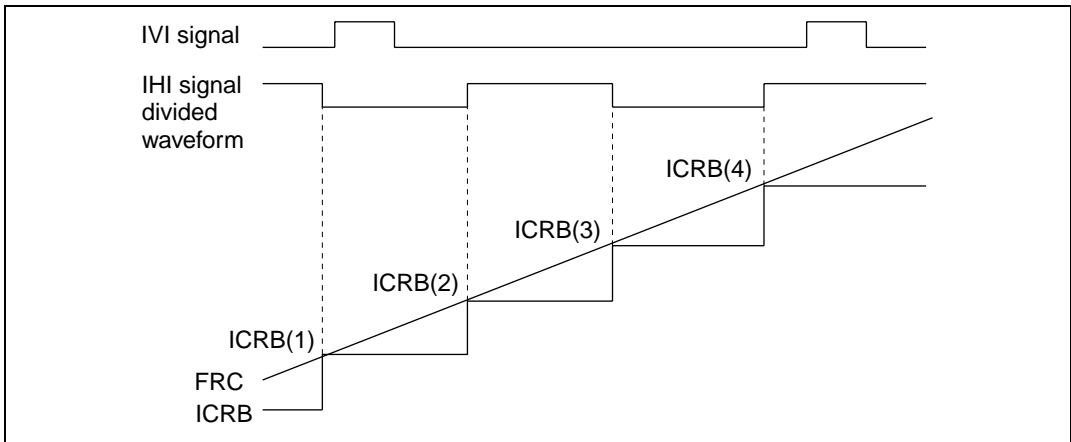 IVI signal
IHI signal
divided
waveform
ICRB(4)
ICRB(3)
ICRB(2)
ICRB(1)
FRC
ICRB